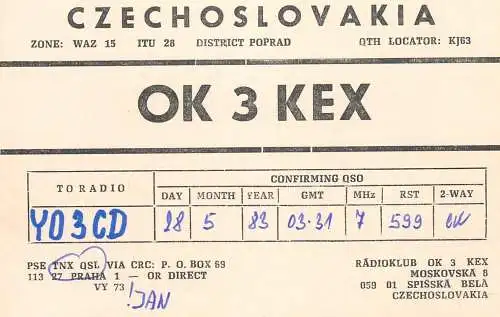 CZECHOSLOVAKIA
ZONE: WAZ 15 ITU 28 DISTRICT POPRAD QTH LOCATOR: KJ63
OK 3 KEX
TO RADIO CONFIRMING QSO
DAY MONTH YEAR GMT MHz RST 2-WAY
YO3CD 28 5 83 03.31 7 599 CW
PSE TNX QSL VIA CRC: P. O. BOX 69
113 27 PRAHA 1 — OR DIRECT
VY 73
!JAN
RÁDIOKLUB OK 3 KEX
MOSKOVSKÁ 8
059 01 SPIŠSKÁ BELÁ
CZECHOSLOVAKIA